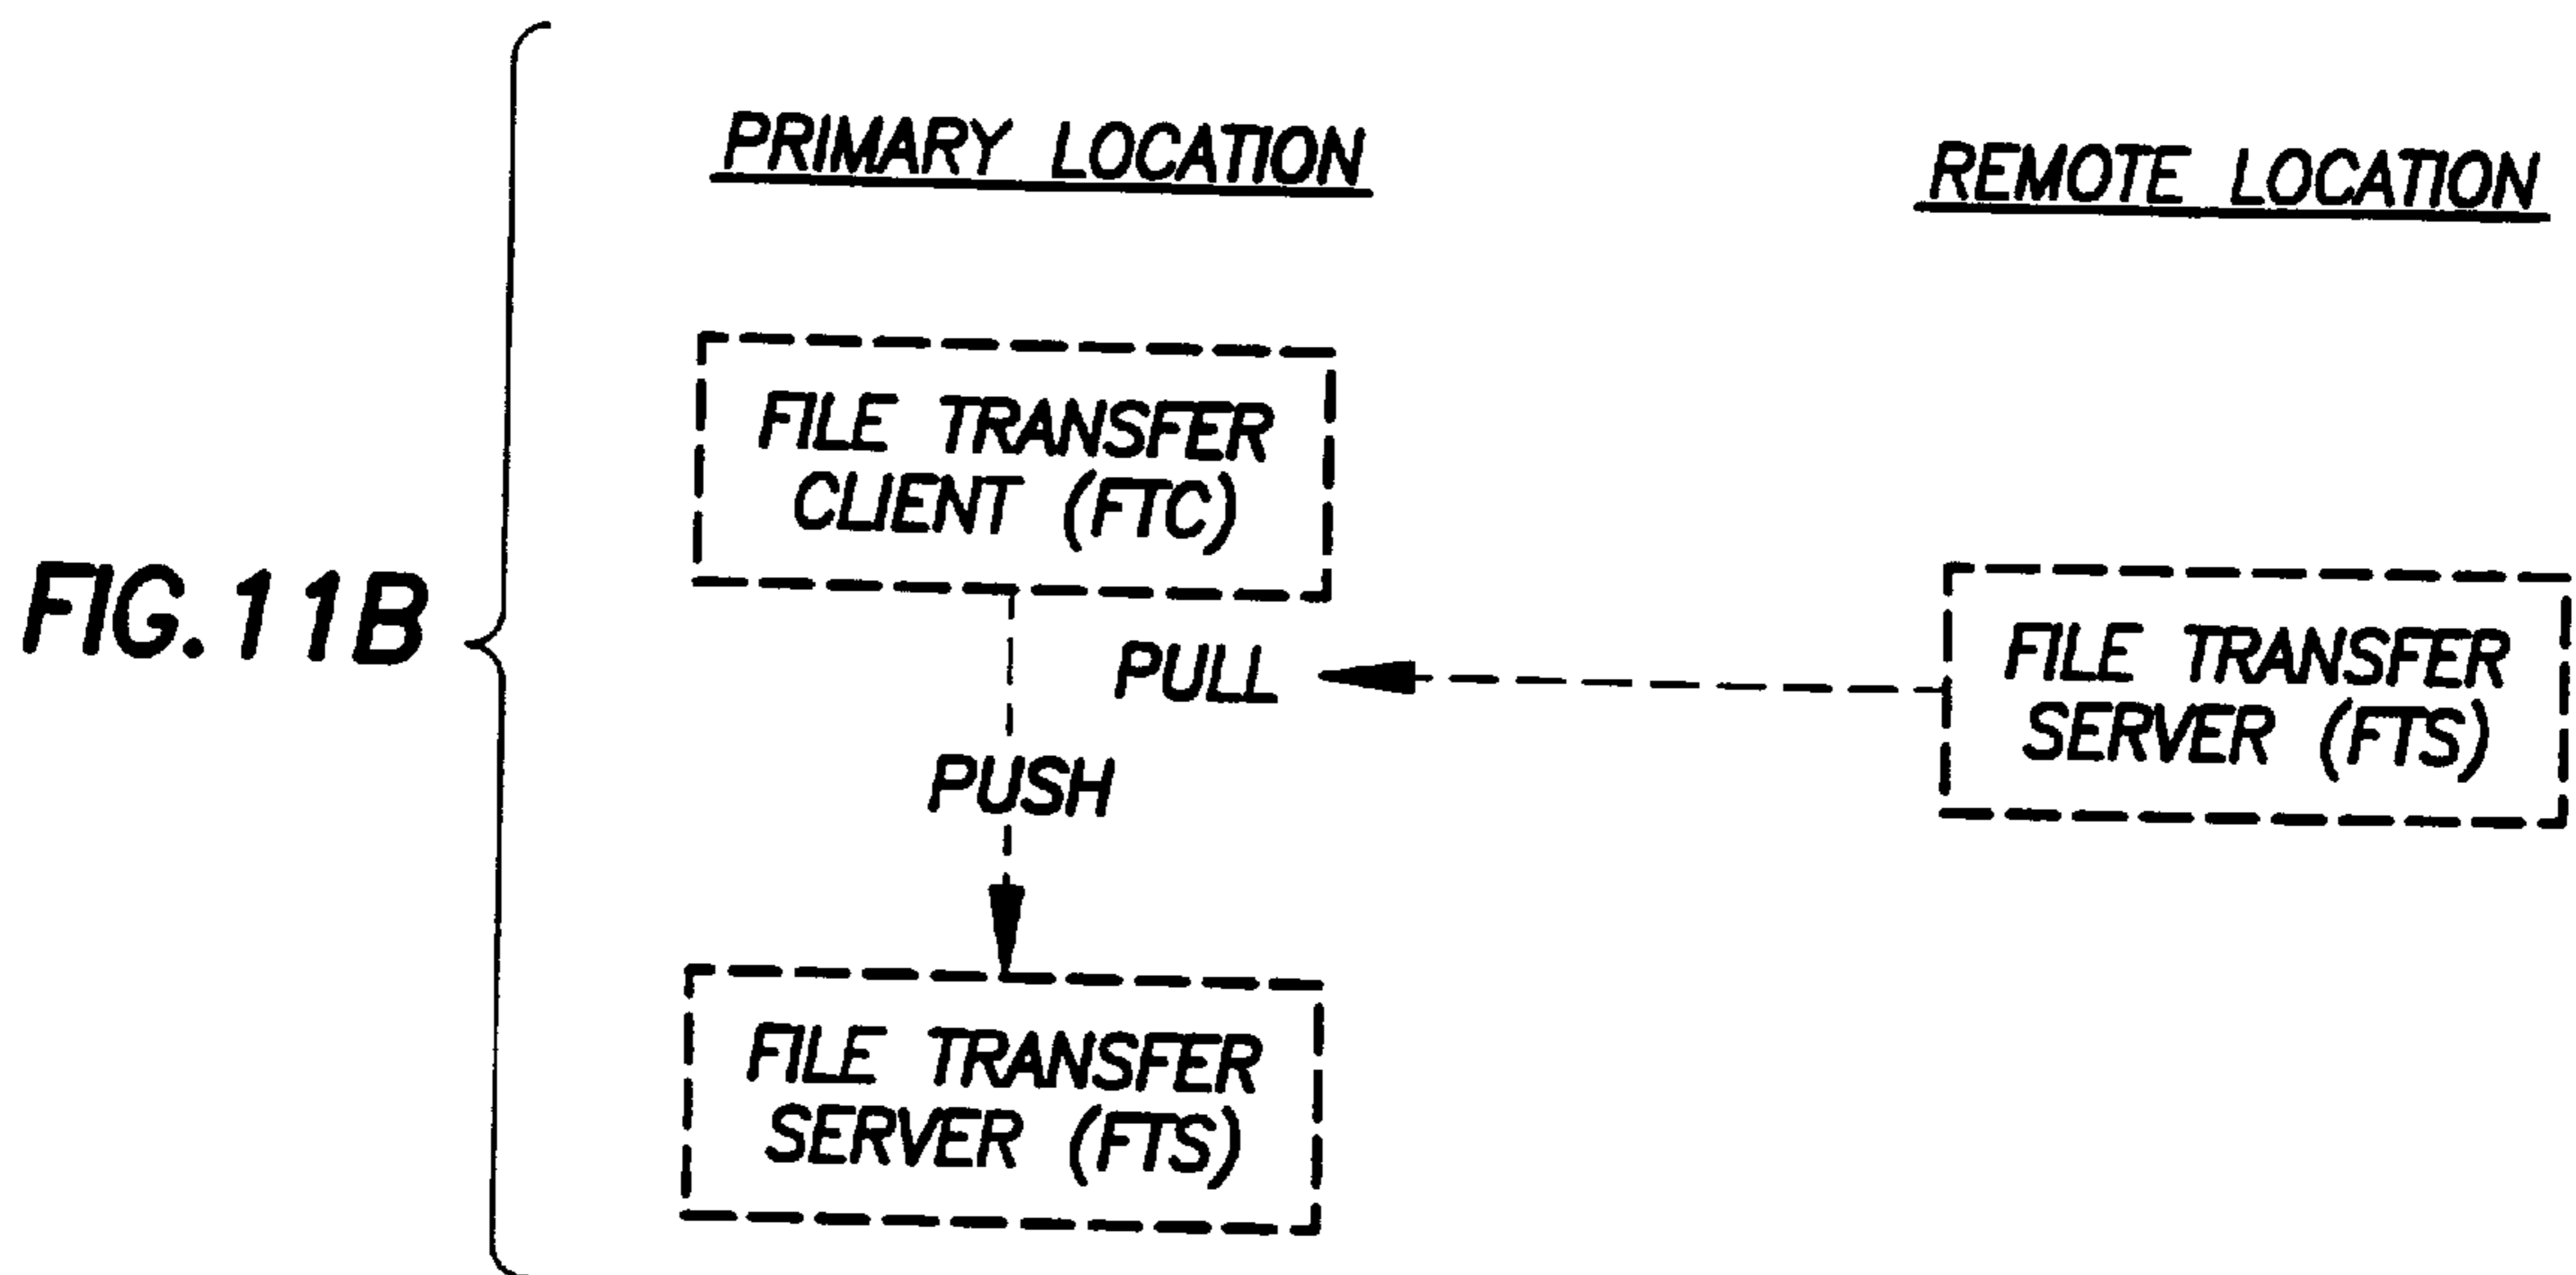 PRIMARY LOCATION
REMOTE LOCATION
FILE TRANSFER
CLIENT (FTC)
FIG. 11B
PULL
FILE TRANSFER
SERVER (FTS)
PUSH
FILE TRANSFER
SERVER (FTS)